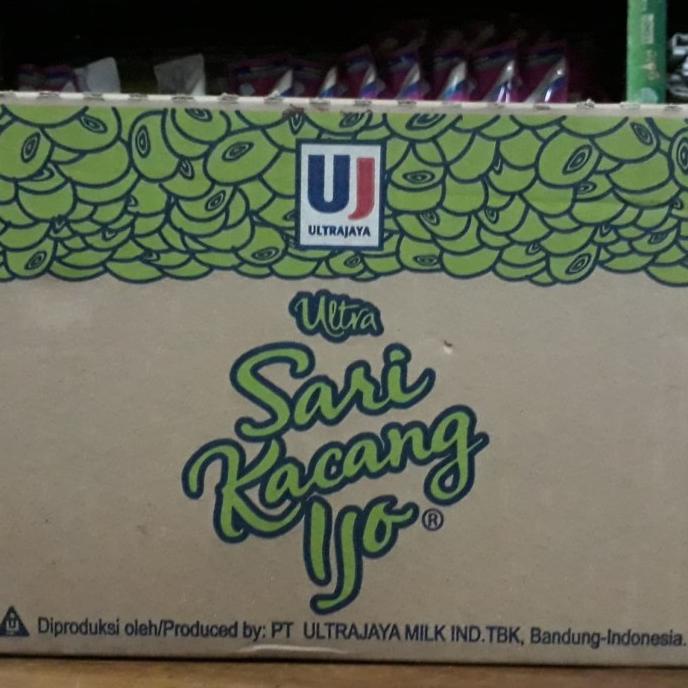 UJ
ULTRAJAYA
Ultra
Sari
Kacang
Ijo ®
Diproduksi oleh/Produced by: PT ULTRAJAYA MILK IND.TBK, Bandung-Indonesia.